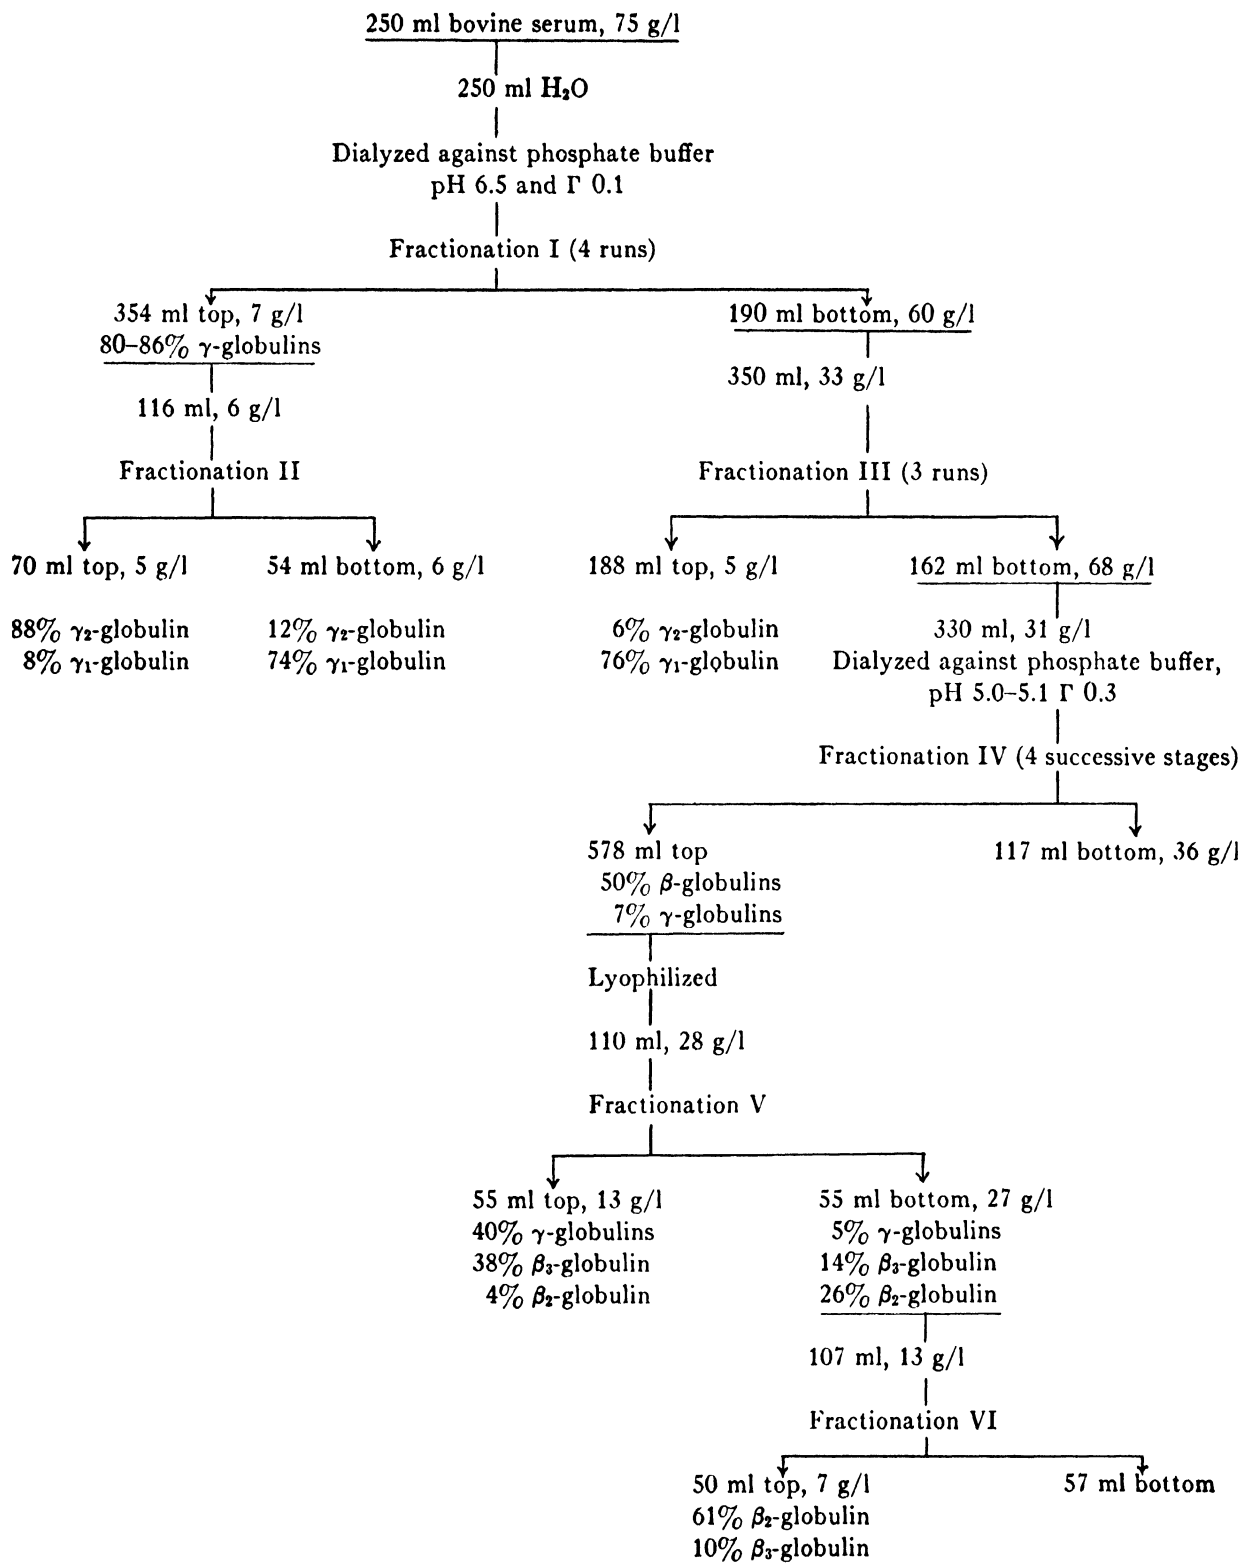 250 ml bovine serum, 75 g/l
250 ml H₂O
Dialyzed against phosphate buffer
pH 6.5 and Γ 0.1
Fractionation I (4 runs)
354 ml top, 7 g/l
80–86% γ-globulins
190 ml bottom, 60 g/l
350 ml, 33 g/l
116 ml, 6 g/l
Fractionation II
Fractionation III (3 runs)
70 ml top, 5 g/l
88% γ₂-globulin
8% γ₁-globulin
54 ml bottom, 6 g/l
12% γ₂-globulin
74% γ₁-globulin
188 ml top, 5 g/l
6% γ₂-globulin
76% γ₁-globulin
162 ml bottom, 68 g/l
330 ml, 31 g/l
Dialyzed against phosphate buffer,
pH 5.0–5.1 Γ 0.3
Fractionation IV (4 successive stages)
578 ml top
50% β-globulins
7% γ-globulins
117 ml bottom, 36 g/l
Lyophilized
110 ml, 28 g/l
Fractionation V
55 ml top, 13 g/l
40% γ-globulins
38% β₃-globulin
4% β₂-globulin
55 ml bottom, 27 g/l
5% γ-globulins
14% β₃-globulin
26% β₂-globulin
107 ml, 13 g/l
Fractionation VI
50 ml top, 7 g/l
61% β₂-globulin
10% β₃-globulin
57 ml bottom